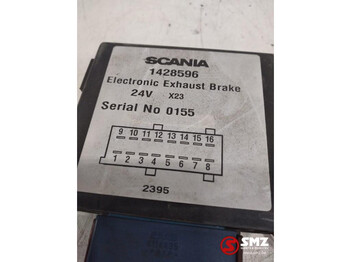 SCANIA
1428596
Electronic Exhaust Brake
24V X23
Serial No 0155
9 10 11 12 13 14 15 16
1 2 3 4 5 6 7 8
2395
SMZ